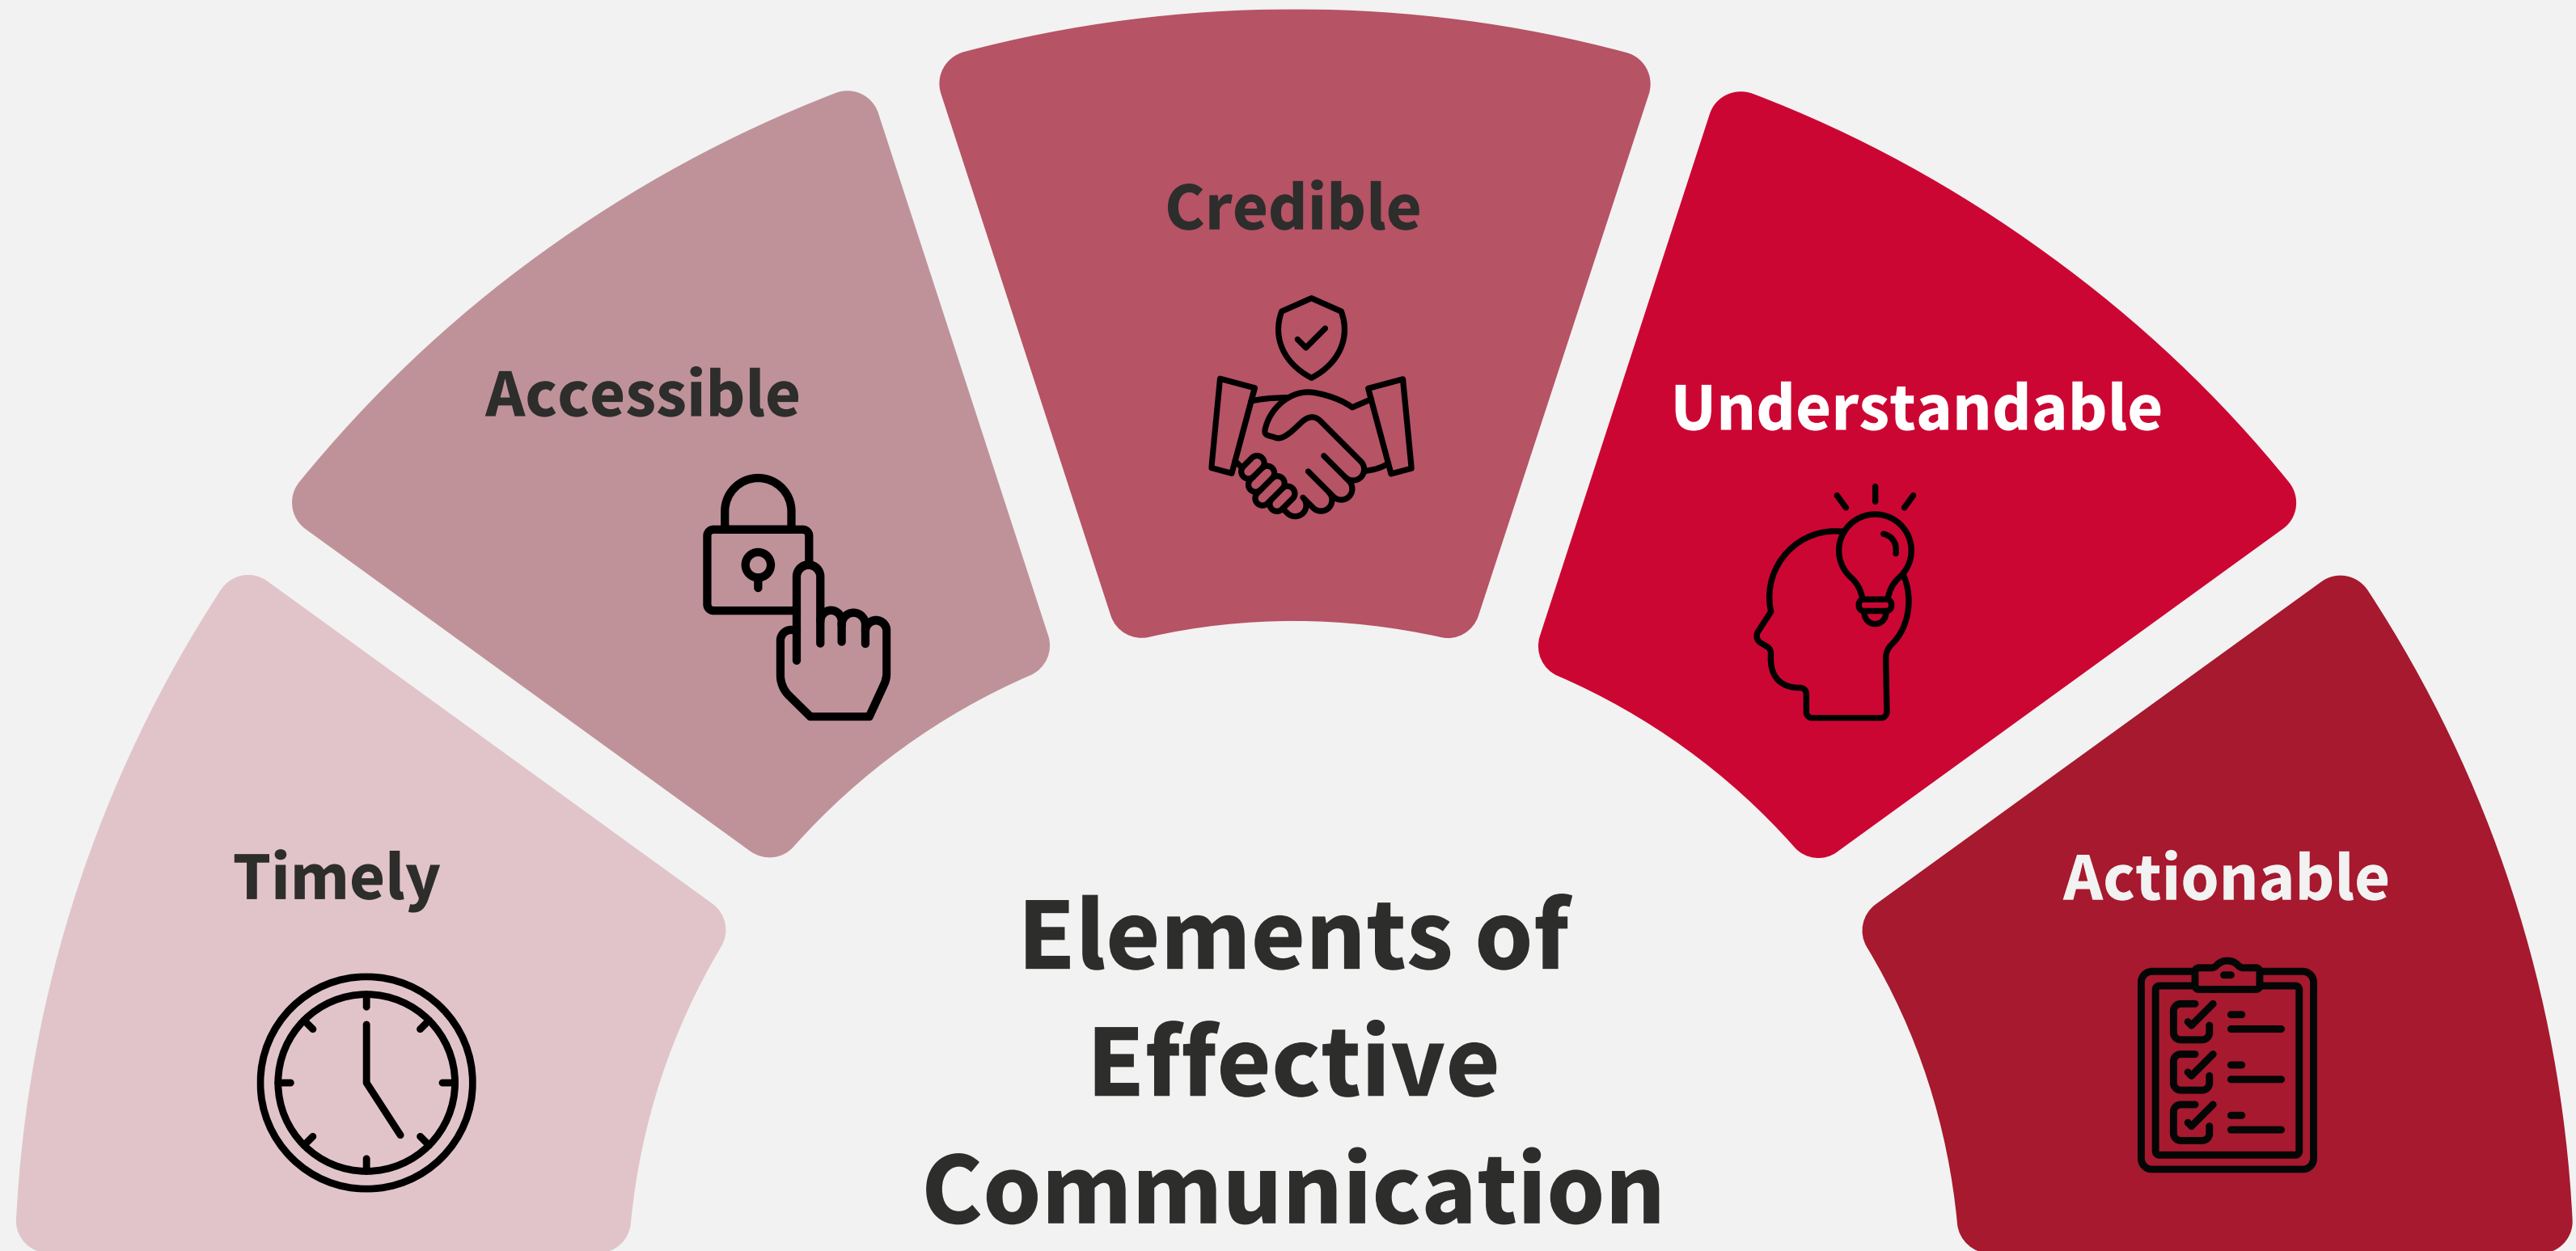 Timely
Accessible
Credible
Understandable
Actionable
Elements of
Effective
Communication